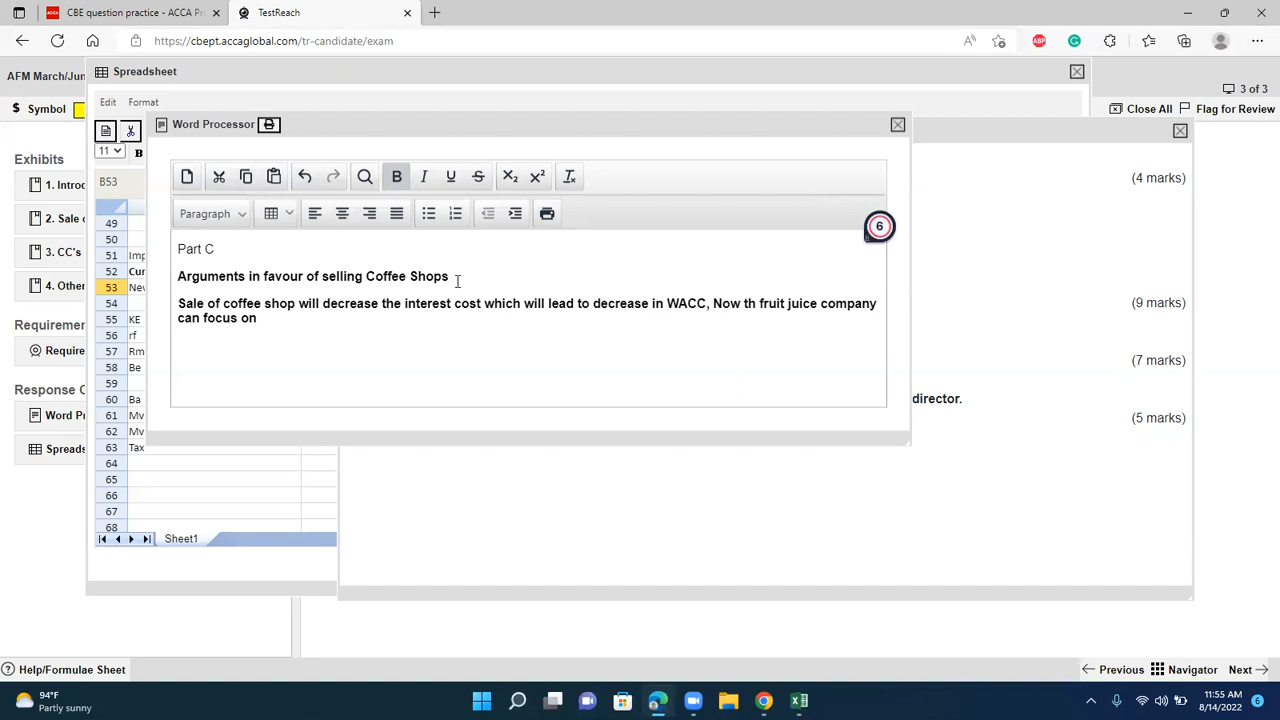 CBE question practice - ACCA Pr
TestReach
https://cbept.accaglobal.com/tr-candidate/exam
AFM March/Jun
Spreadsheet
3 of 3
Symbol
Edit Format
Word Processor
Close All Flag for Review
11
B
Exhibits
1. Introc
2. Sale o
3. CC's
4. Other
Requiremer
Require
Response O
Word Pr
Spreads
B53
49
50
51 Imp
52 Cur
53 Nev
54
55 KE
56 rf
57 Rm
58 Be
59
60 Ba
61 Mv
62 Mv
63 Tax
64
65
66
67
68
Sheet1
Paragraph
6
Part C
Arguments in favour of selling Coffee Shops
Sale of coffee shop will decrease the interest cost which will lead to decrease in WACC, Now th fruit juice company
can focus on
(4 marks)
(9 marks)
(7 marks)
director.
(5 marks)
Help/Formulae Sheet
Previous Navigator Next
94°F
Partly sunny
11:55 AM
8/14/2022
6